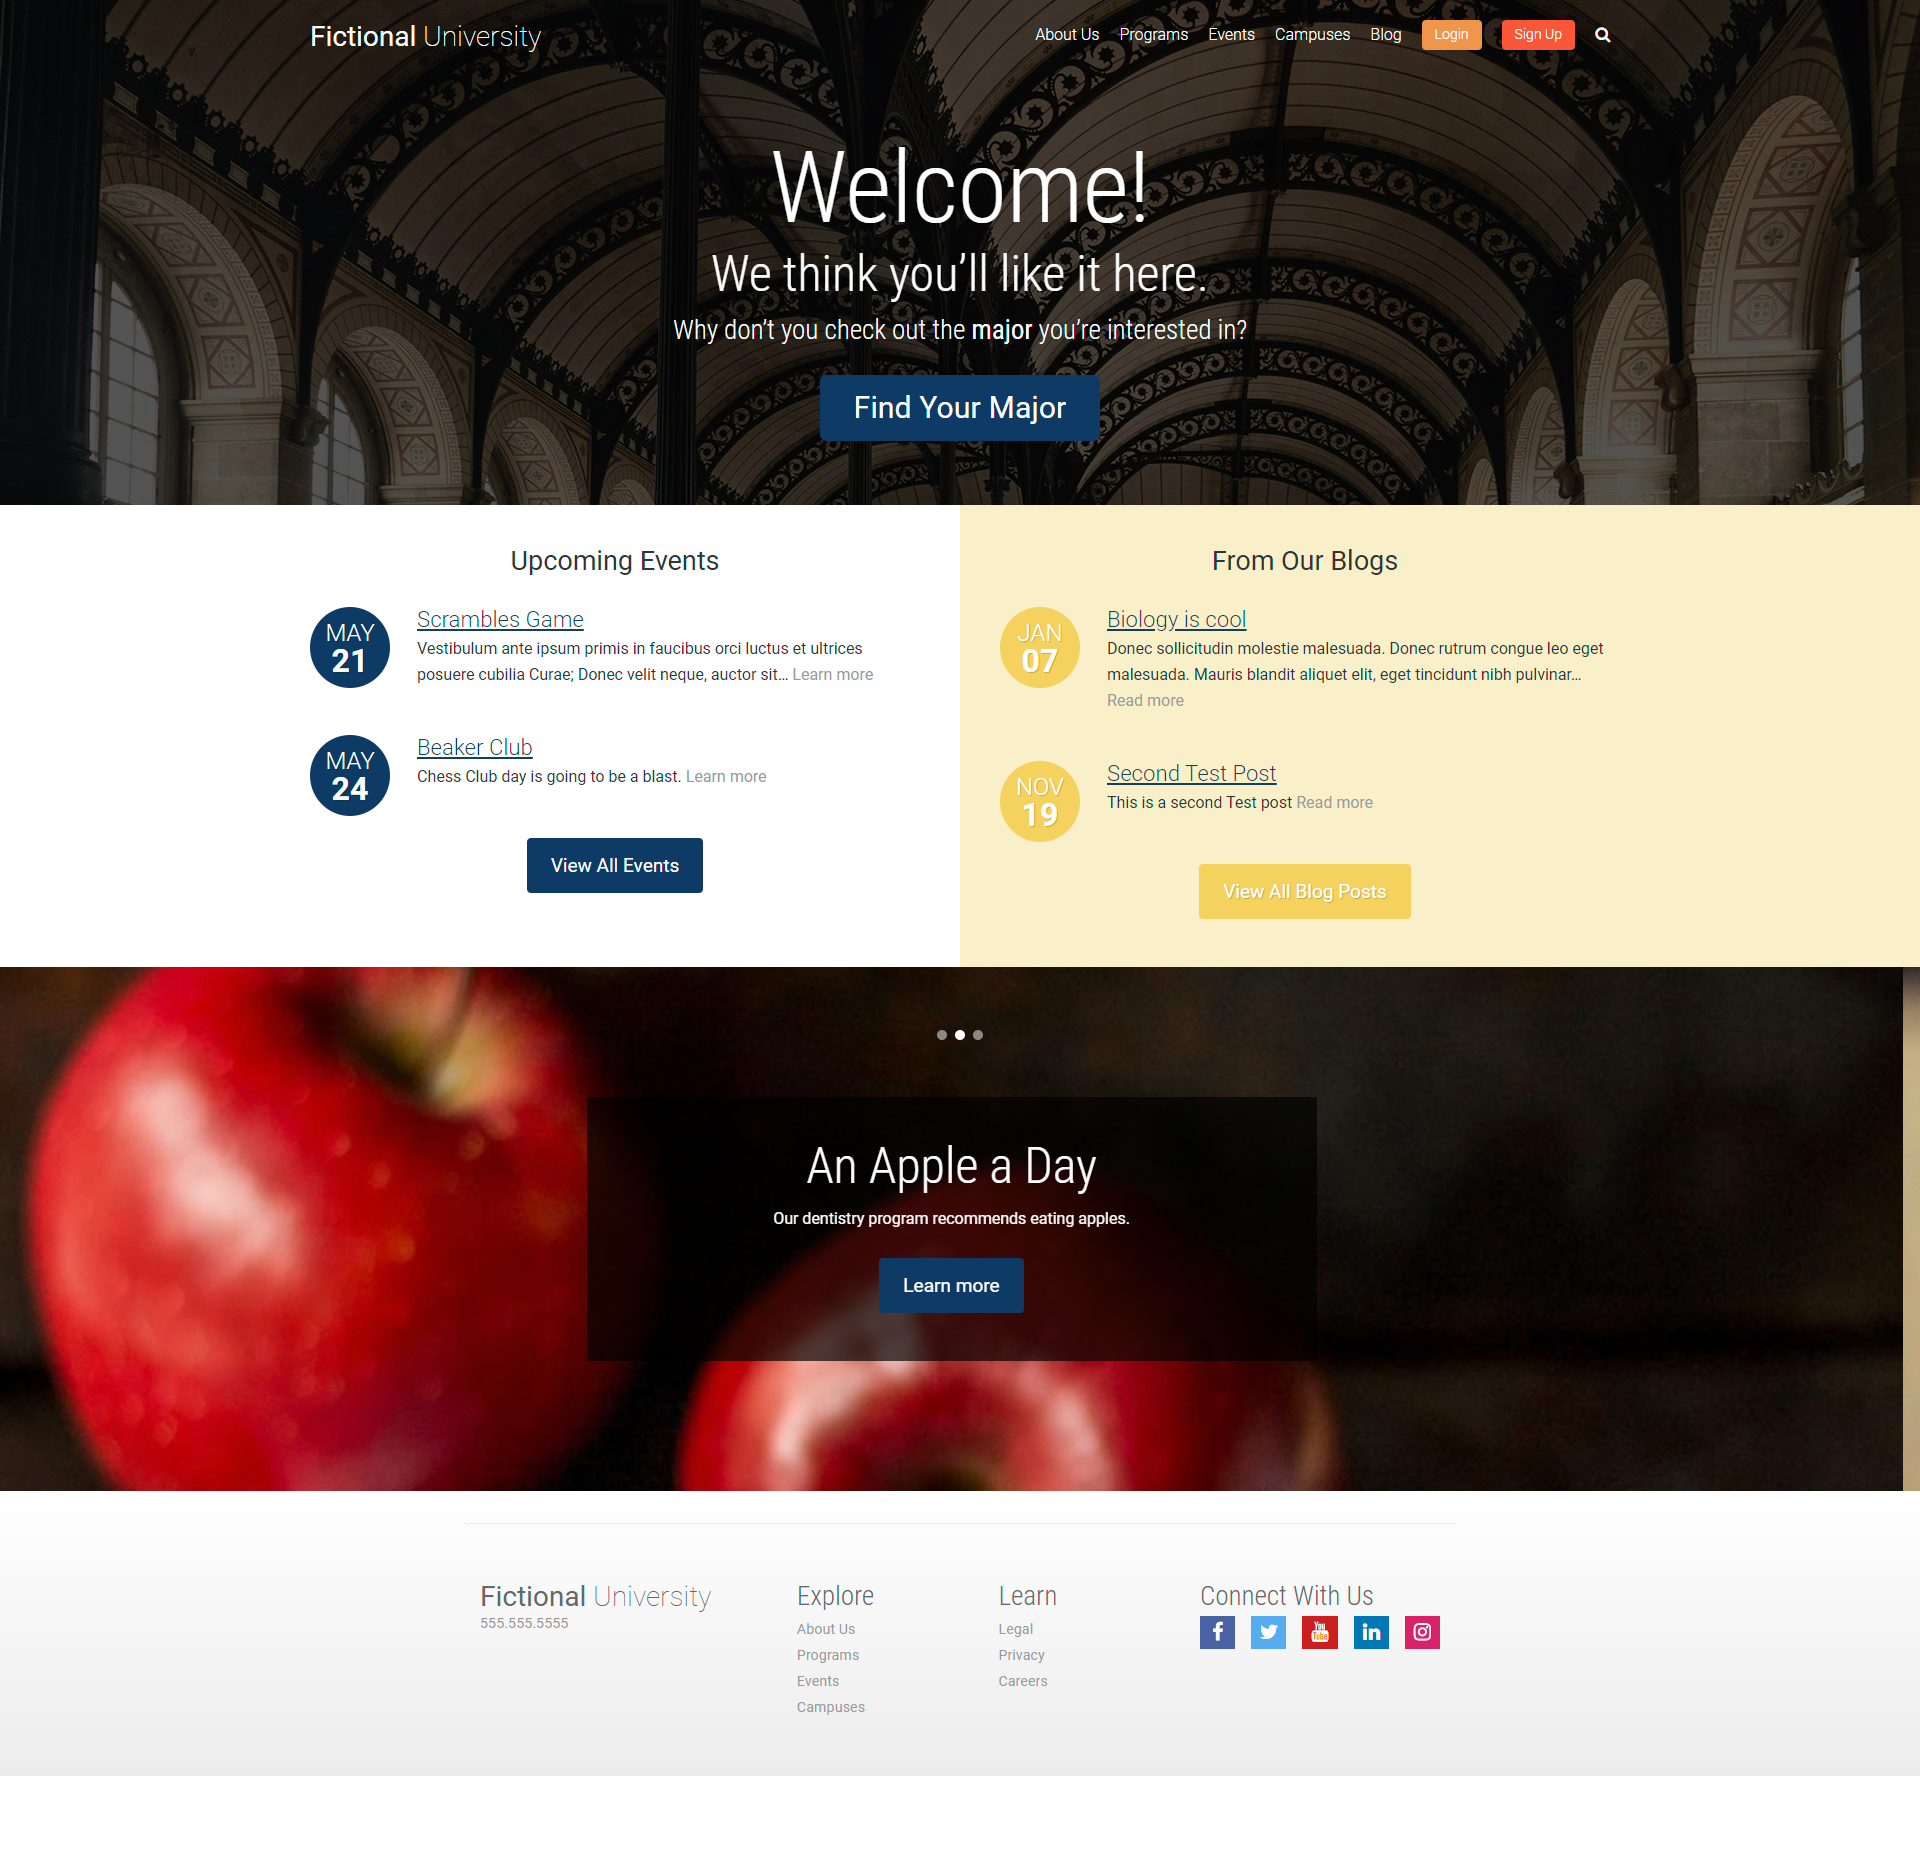 Fictional University
About Us Programs Events Campuses Blog Login Sign Up
Welcome!
We think you’ll like it here.
Why don’t you check out the major you’re interested in?
Find Your Major
Upcoming Events
MAY
21
Scrambles Game
Vestibulum ante ipsum primis in faucibus orci luctus et ultrices
posuere cubilia Curae; Donec velit neque, auctor sit... Learn more
MAY
24
Beaker Club
Chess Club day is going to be a blast. Learn more
View All Events
From Our Blogs
JAN
07
Biology is cool
Donec sollicitudin molestie malesuada. Donec rutrum congue leo eget
malesuada. Mauris blandit aliquet elit, eget tincidunt nibh pulvinar...
Read more
NOV
19
Second Test Post
This is a second Test post Read more
View All Blog Posts
An Apple a Day
Our dentistry program recommends eating apples.
Learn more
Fictional University
555.555.5555
Explore
About Us
Programs
Events
Campuses
Learn
Legal
Privacy
Careers
Connect With Us
You
Tube
in